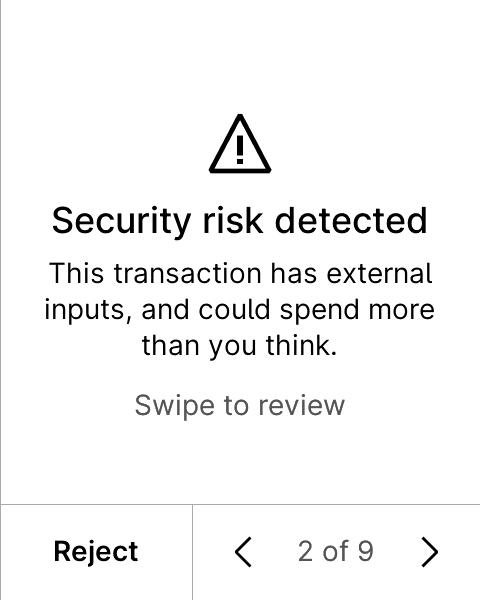 Security risk detected
This transaction has external
inputs, and could spend more
than you think.
Swipe to review
Reject
2 of 9